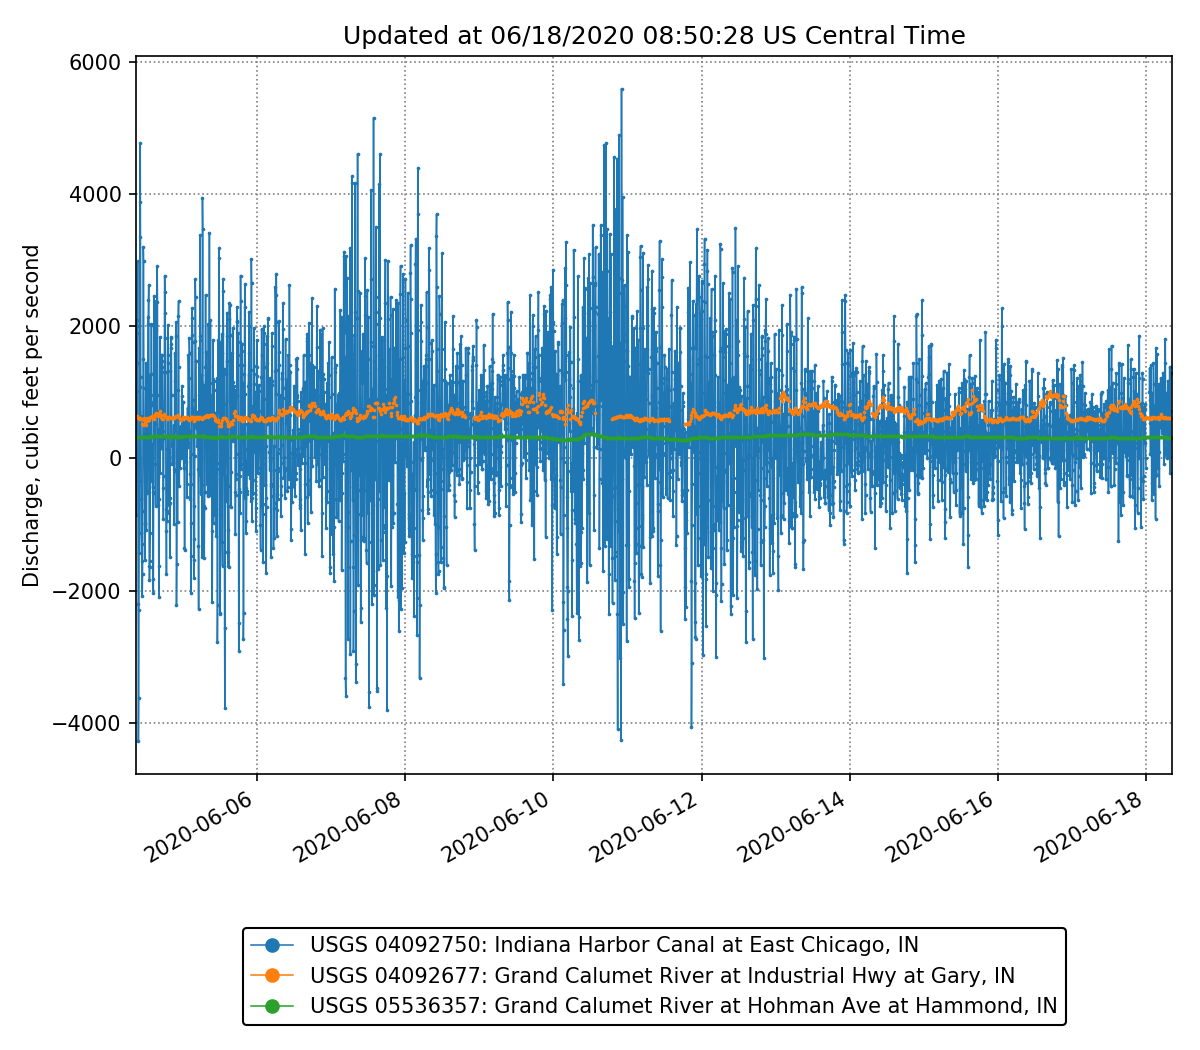 Updated at 06/18/2020 08:50:28 US Central Time
Discharge, cubic feet per second
6000
4000
2000
0
−2000
−4000
2020-06-06
2020-06-08
2020-06-10
2020-06-12
2020-06-14
2020-06-16
2020-06-18
USGS 04092750: Indiana Harbor Canal at East Chicago, IN
USGS 04092677: Grand Calumet River at Industrial Hwy at Gary, IN
USGS 05536357: Grand Calumet River at Hohman Ave at Hammond, IN